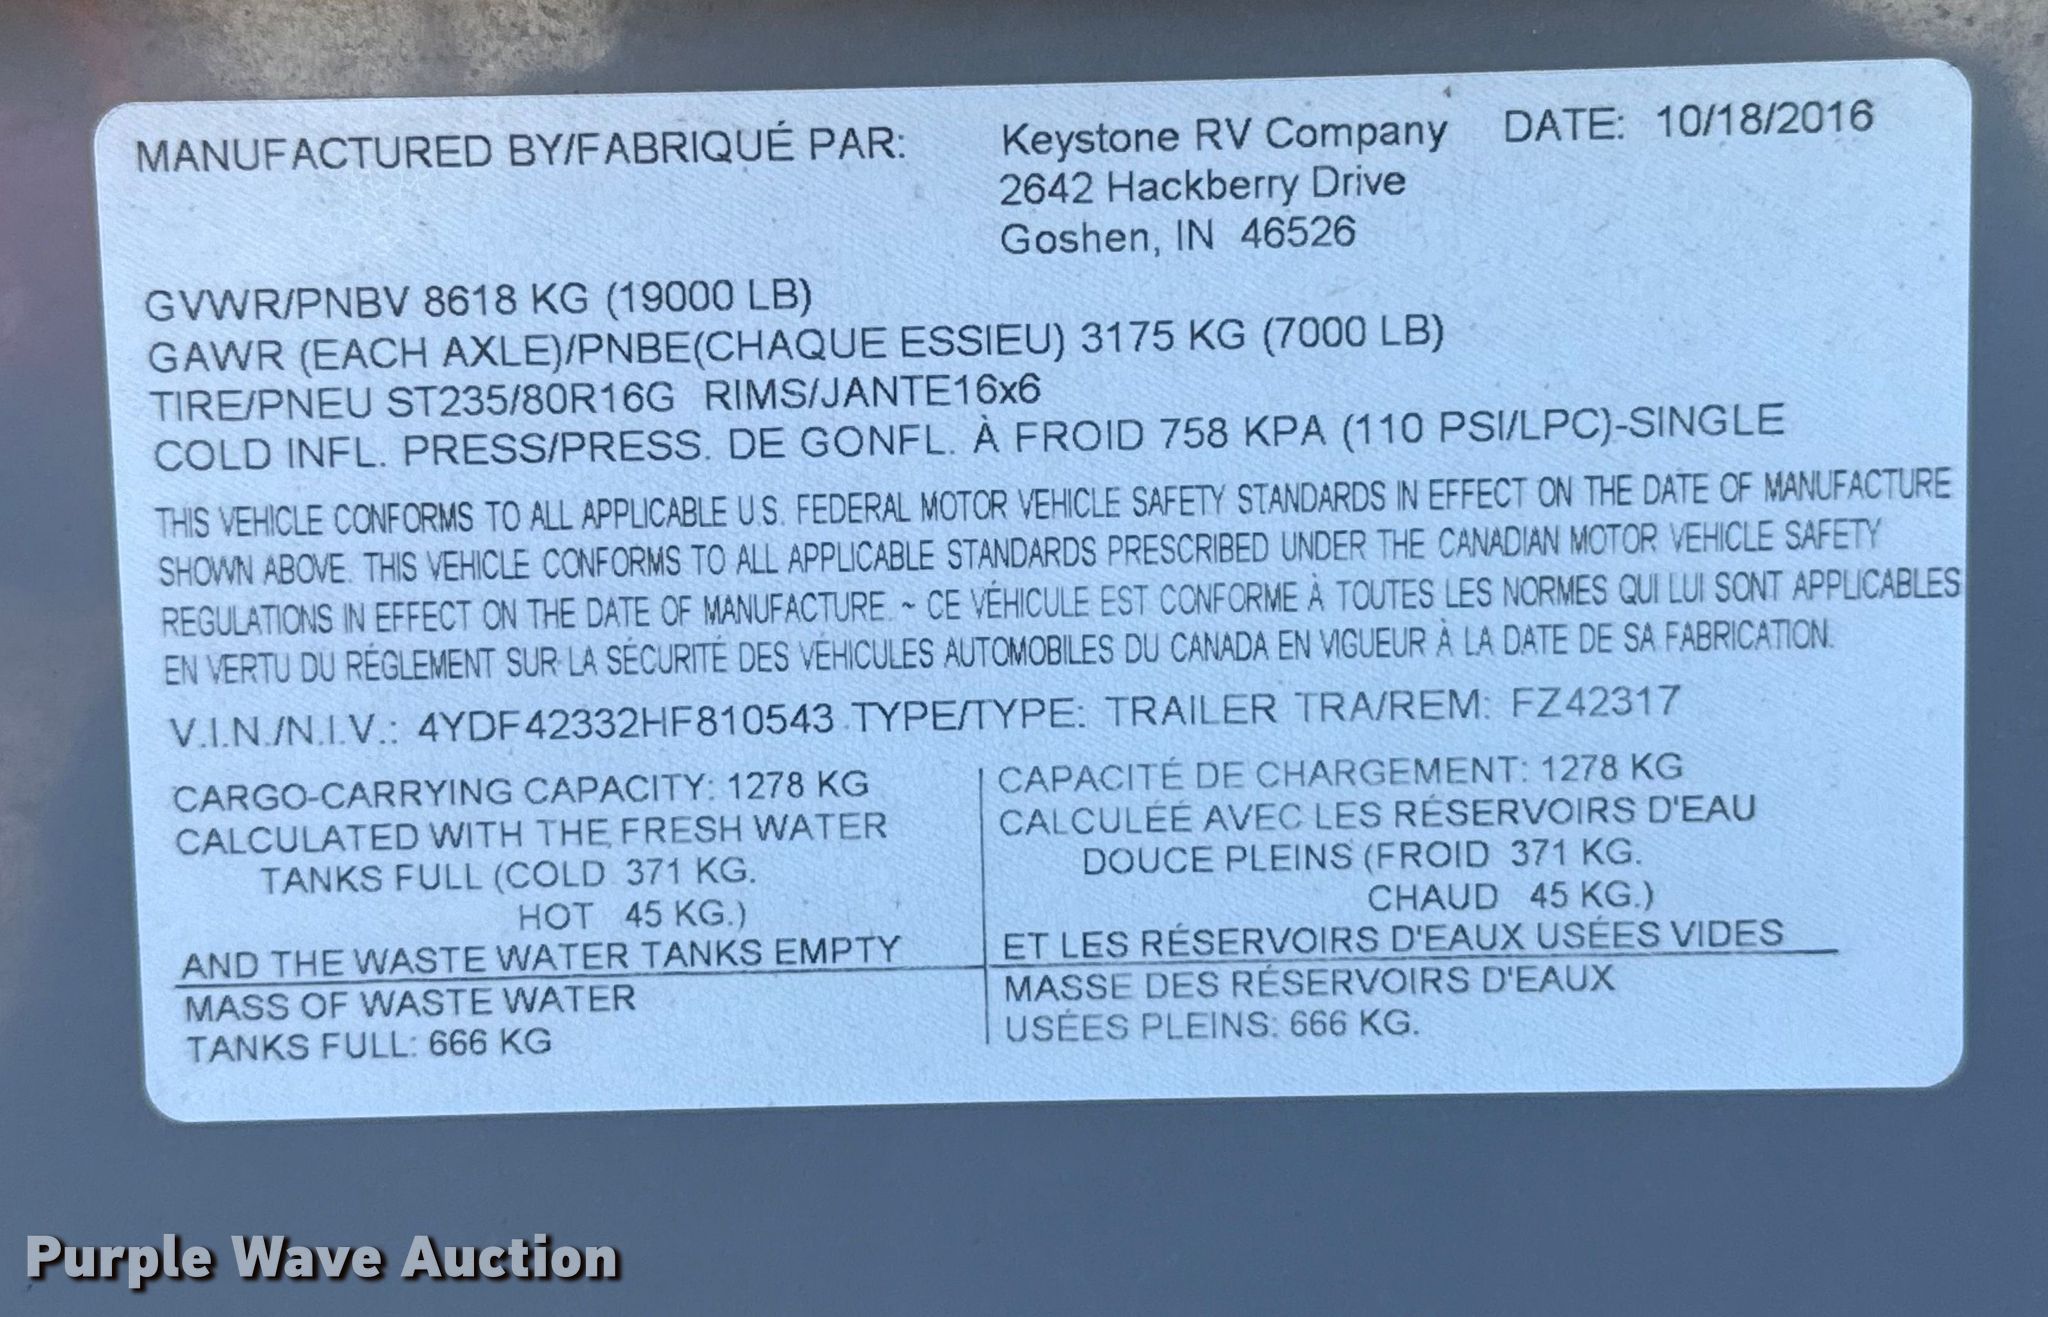 MANUFACTURED BY/FABRIQUÉ PAR: Keystone RV Company DATE: 10/18/2016
2642 Hackberry Drive
Goshen, IN 46526
GVWR/PNBV 8618 KG (19000 LB)
GAWR (EACH AXLE)/PNBE(CHAQUE ESSIEU) 3175 KG (7000 LB)
TIRE/PNEU ST235/80R16G RIMS/JANTE16x6
COLD INFL. PRESS/PRESS. DE GONFL. À FROID 758 KPA (110 PSI/LPC)-SINGLE
THIS VEHICLE CONFORMS TO ALL APPLICABLE U.S. FEDERAL MOTOR VEHICLE SAFETY STANDARDS IN EFFECT ON THE DATE OF MANUFACTURE
SHOWN ABOVE. THIS VEHICLE CONFORMS TO ALL APPLICABLE STANDARDS PRESCRIBED UNDER THE CANADIAN MOTOR VEHICLE SAFETY
REGULATIONS IN EFFECT ON THE DATE OF MANUFACTURE. ~ CE VÉHICULE EST CONFORME À TOUTES LES NORMES QUI LUI SONT APPLICABLES
EN VERTU DU RÉGLEMENT SUR LA SÉCURITÉ DES VÉHICULES AUTOMOBILES DU CANADA EN VIGUEUR À LA DATE DE SA FABRICATION.
V.I.N./N.I.V.: 4YDF42332HF810543 TYPE/TYPE: TRAILER TRA/REM: FZ42317
CARGO-CARRYING CAPACITY: 1278 KG
CALCULATED WITH THE FRESH WATER
TANKS FULL (COLD 371 KG.
HOT 45 KG.)
AND THE WASTE WATER TANKS EMPTY
MASS OF WASTE WATER
TANKS FULL: 666 KG
CAPACITÉ DE CHARGEMENT: 1278 KG
CALCULÉÉ AVEC LES RÉSERVOIRS D'EAU
DOUCE PLEINS (FROID 371 KG.
CHAUD 45 KG.)
ET LES RÉSERVOIRS D'EAUX USÉES VIDES
MASSE DES RÉSERVOIRS D'EAUX
USÉES PLEINS: 666 KG.
Purple Wave Auction